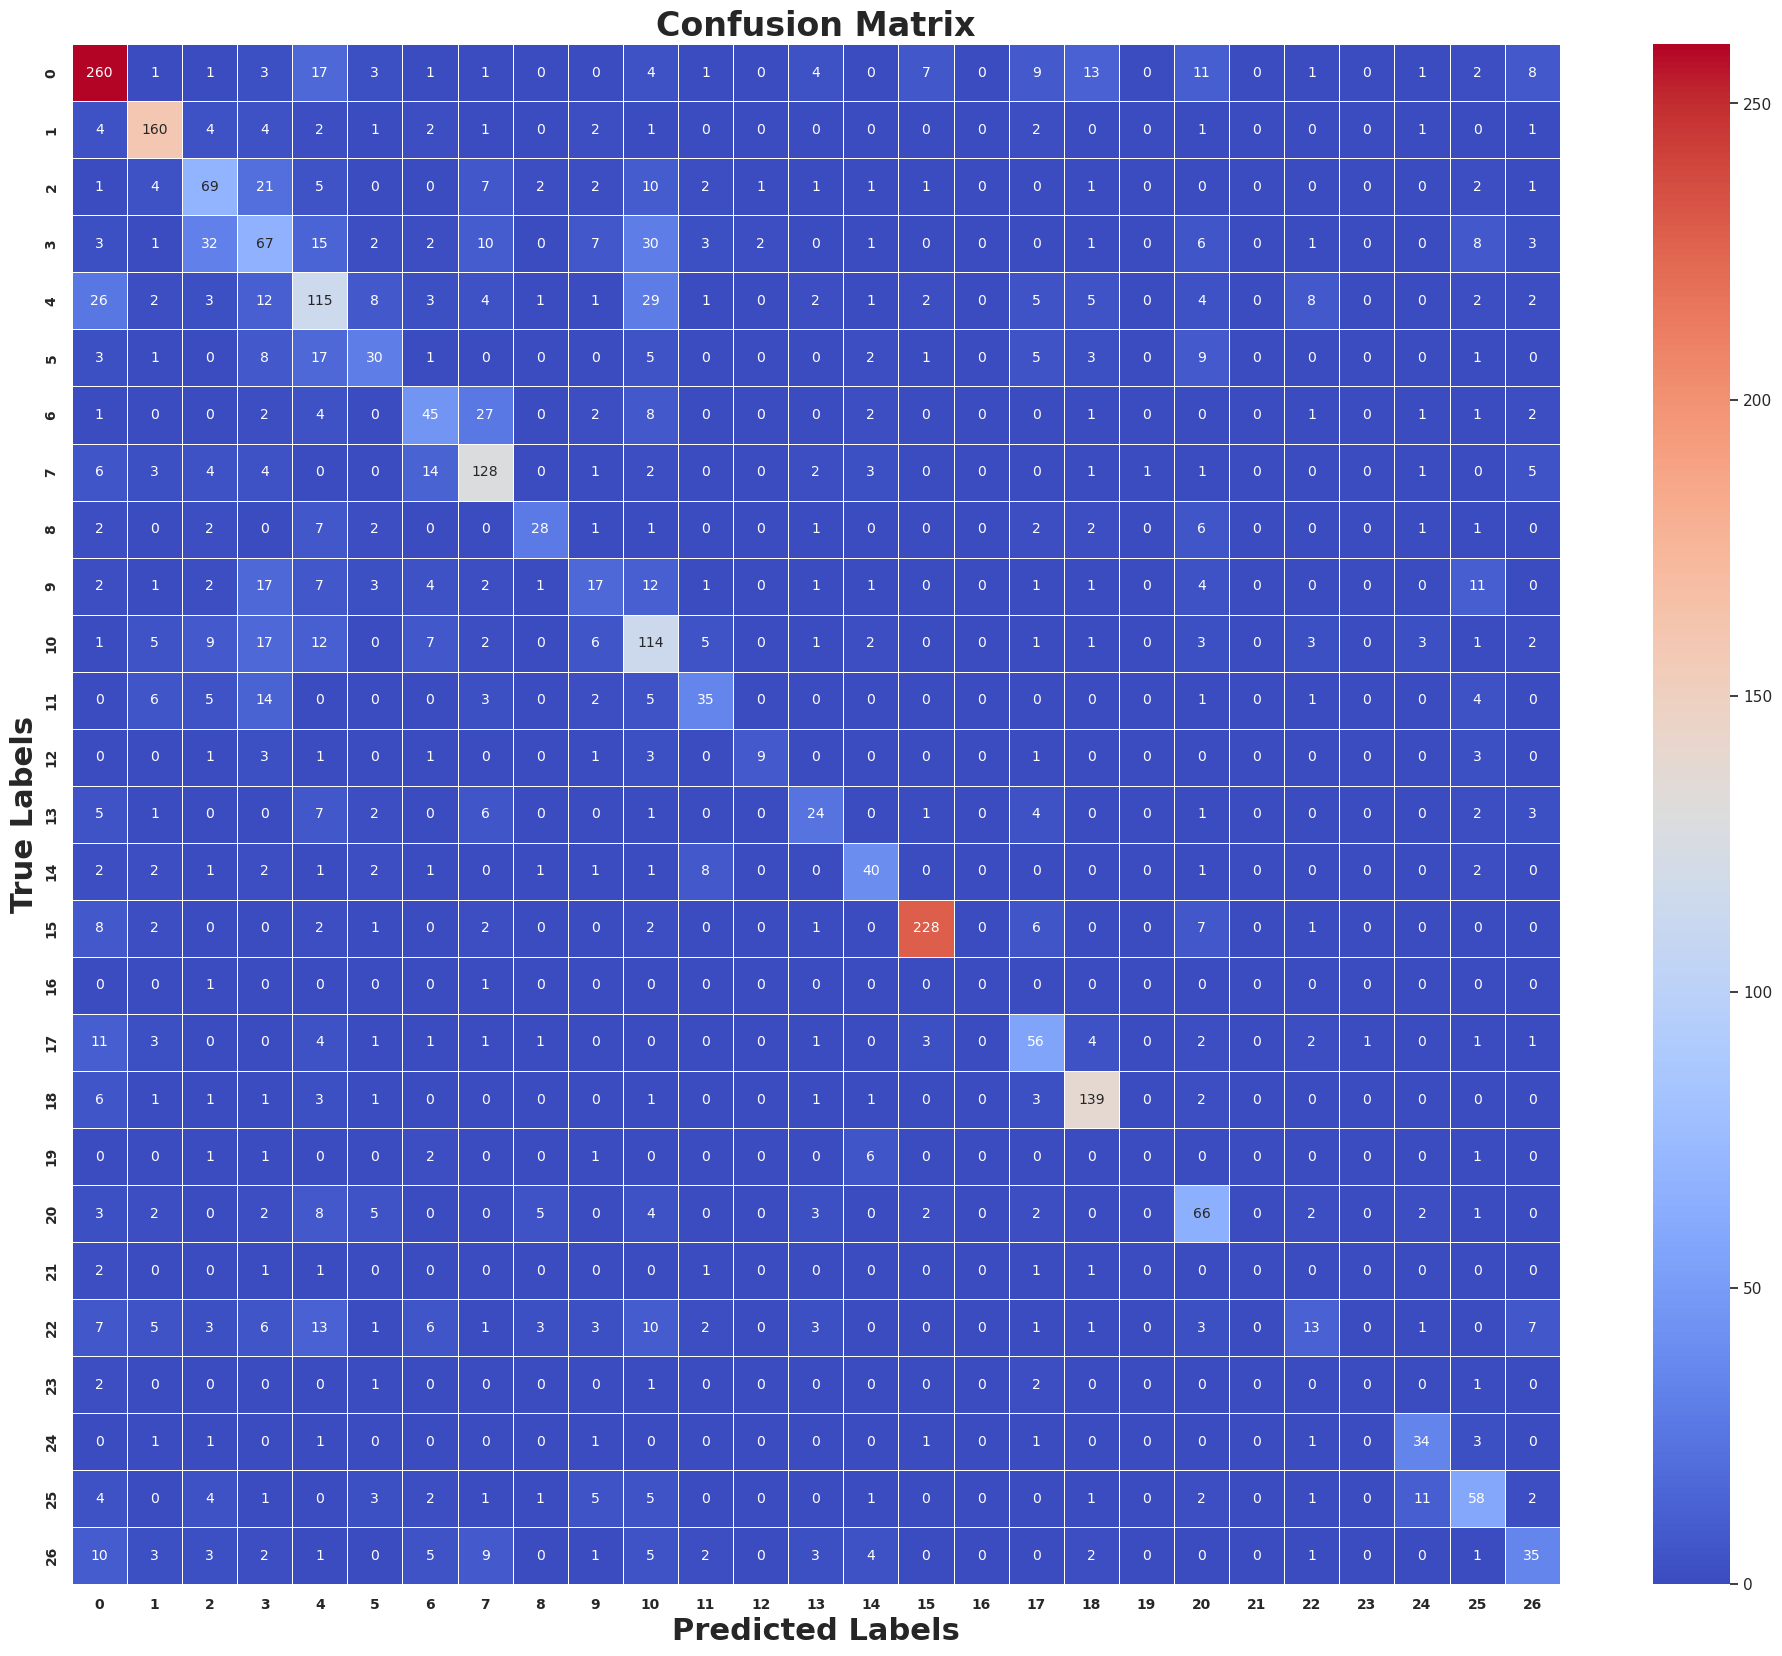 Confusion Matrix
True Labels
0 260 1 1 3 17 3 1 1 0 0 4 1 0 4 0 7 0 9 13 0 11 0 1 0 1 2 8
1 4 160 4 4 2 1 2 1 0 2 1 0 0 0 0 0 0 2 0 0 1 0 0 0 1 0 1
2 1 4 69 21 5 0 0 7 2 2 10 2 1 1 1 1 0 0 1 0 0 0 0 0 0 2 1
3 3 1 32 67 15 2 2 10 0 7 30 3 2 0 1 0 0 0 1 0 6 0 1 0 0 8 3
4 26 2 3 12 115 8 3 4 1 1 29 1 0 2 1 2 0 5 5 0 4 0 8 0 0 2 2
5 3 1 0 8 17 30 1 0 0 0 5 0 0 0 2 1 0 5 3 0 9 0 0 0 0 1 0
6 1 0 0 2 4 0 45 27 0 2 8 0 0 0 2 0 0 0 1 0 0 0 1 0 1 1 2
7 6 3 4 4 0 0 14 128 0 1 2 0 0 2 3 0 0 0 1 1 1 0 0 0 1 0 5
8 2 0 2 0 7 2 0 0 28 1 1 0 0 1 0 0 0 2 2 0 6 0 0 0 1 1 0
9 2 1 2 17 7 3 4 2 1 17 12 1 0 1 1 0 0 1 1 0 4 0 0 0 0 11 0
10 1 5 9 17 12 0 7 2 0 6 114 5 0 1 2 0 0 1 1 0 3 0 3 0 3 1 2
11 0 6 5 14 0 0 0 3 0 2 5 35 0 0 0 0 0 0 0 0 1 0 1 0 0 4 0
12 0 0 1 3 1 0 1 0 0 1 3 0 9 0 0 0 0 1 0 0 0 0 0 0 0 3 0
13 5 1 0 0 7 2 0 6 0 0 1 0 0 24 0 1 0 4 0 0 1 0 0 0 0 2 3
14 2 2 1 2 1 2 1 0 1 1 1 8 0 0 40 0 0 0 0 0 1 0 0 0 0 2 0
15 8 2 0 0 2 1 0 2 0 0 2 0 0 1 0 228 0 6 0 0 7 0 1 0 0 0 0
16 0 0 1 0 0 0 0 1 0 0 0 0 0 0 0 0 0 0 0 0 0 0 0 0 0 0 0
17 11 3 0 0 4 1 1 1 1 0 0 0 0 1 0 3 0 56 4 0 2 0 2 1 0 1 1
18 6 1 1 1 3 1 0 0 0 0 1 0 0 1 1 0 0 3 139 0 2 0 0 0 0 0 0
19 0 0 1 1 0 0 2 0 0 1 0 0 0 0 6 0 0 0 0 0 0 0 0 0 0 1 0
20 3 2 0 2 8 5 0 0 5 0 4 0 0 3 0 2 0 2 0 0 66 0 2 0 2 1 0
21 2 0 0 1 1 0 0 0 0 0 0 1 0 0 0 0 0 1 1 0 0 0 0 0 0 0 0
22 7 5 3 6 13 1 6 1 3 3 10 2 0 3 0 0 0 1 1 0 3 0 13 0 1 0 7
23 2 0 0 0 0 1 0 0 0 0 1 0 0 0 0 0 0 2 0 0 0 0 0 0 0 1 0
24 0 1 1 0 1 0 0 0 0 1 0 0 0 0 0 1 0 1 0 0 0 0 1 0 34 3 0
25 4 0 4 1 0 3 2 1 1 5 5 0 0 0 1 0 0 0 1 0 2 0 1 0 11 58 2
26 10 3 3 2 1 0 5 9 0 1 5 2 0 3 4 0 0 0 2 0 0 0 1 0 0 1 35
0 1 2 3 4 5 6 7 8 9 10 11 12 13 14 15 16 17 18 19 20 21 22 23 24 25 26
Predicted Labels
250
200
150
100
50
0